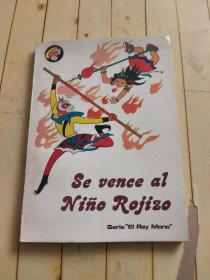 Se vence al
Niño Rojizo
Serie "El Rey Mono"